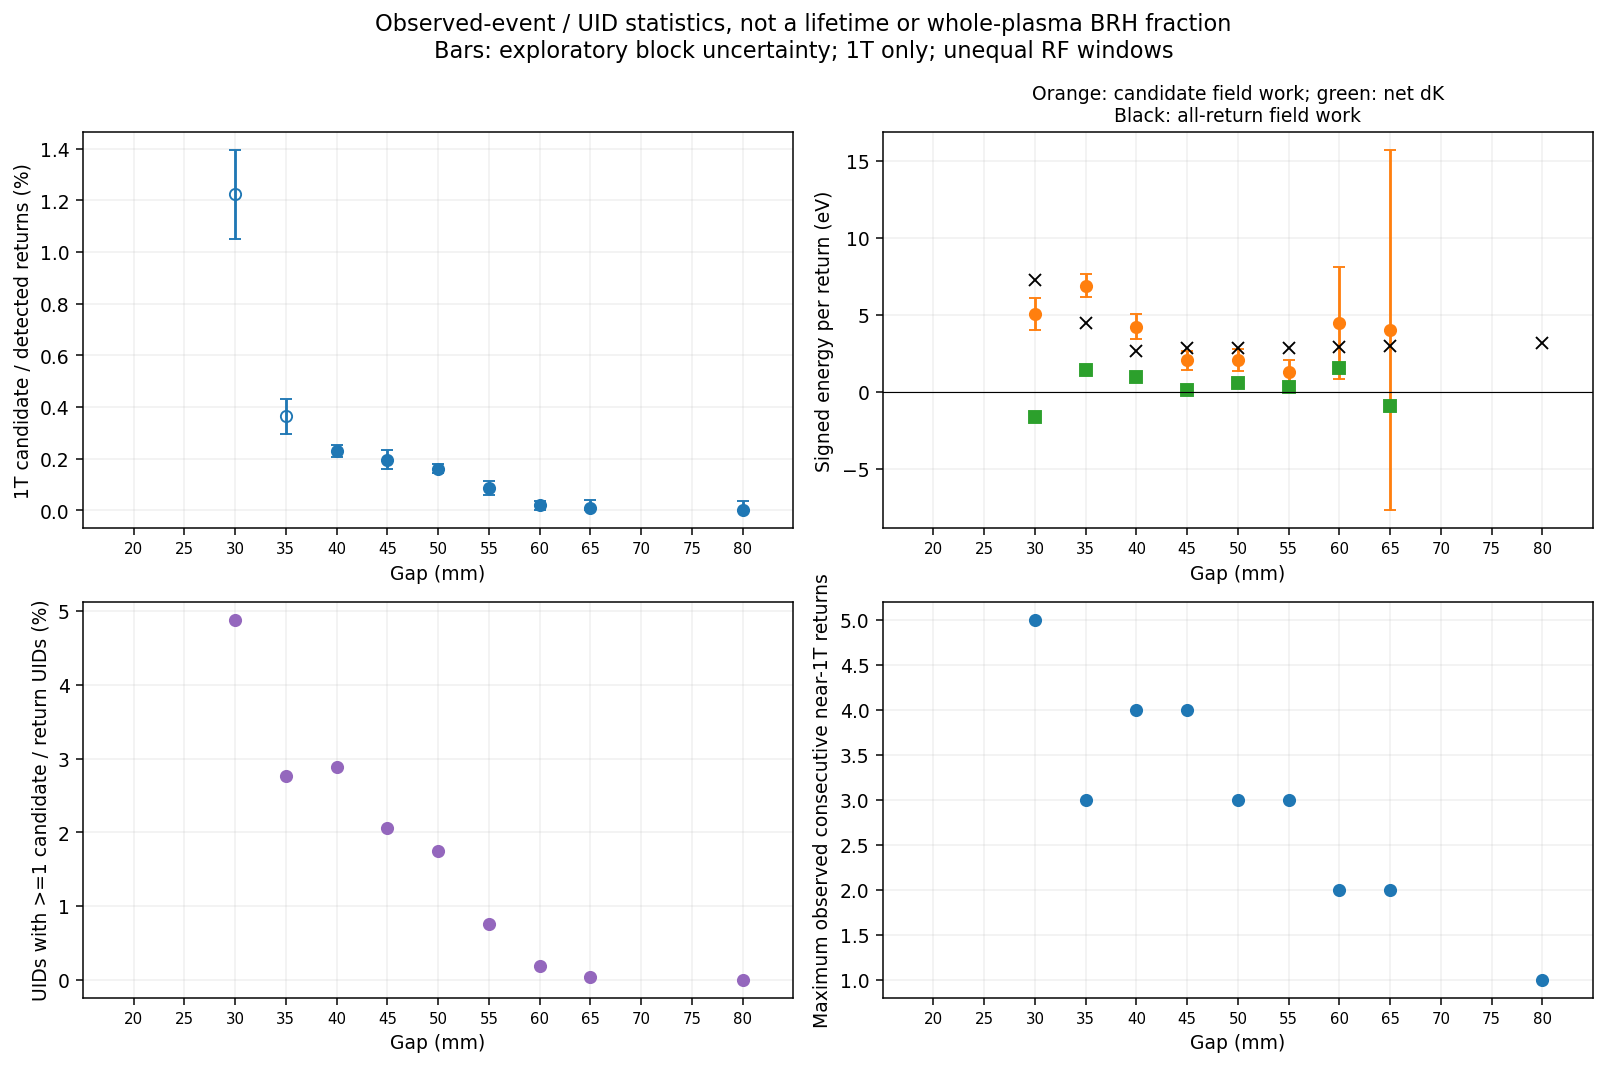 Observed-event / UID statistics, not a lifetime or whole-plasma BRH fraction
Bars: exploratory block uncertainty; 1T only; unequal RF windows
1T candidate / detected returns (%)
1.4
1.2
1.0
0.8
0.6
0.4
0.2
0.0
20 25 30 35 40 45 50 55 60 65 70 75 80
Gap (mm)
Orange: candidate field work; green: net dK
Black: all-return field work
Signed energy per return (eV)
15
10
5
0
−5
20 25 30 35 40 45 50 55 60 65 70 75 80
Gap (mm)
UIDs with >=1 candidate / return UIDs (%)
5
4
3
2
1
0
20 25 30 35 40 45 50 55 60 65 70 75 80
Gap (mm)
Maximum observed consecutive near-1T returns
5.0
4.5
4.0
3.5
3.0
2.5
2.0
1.5
1.0
20 25 30 35 40 45 50 55 60 65 70 75 80
Gap (mm)